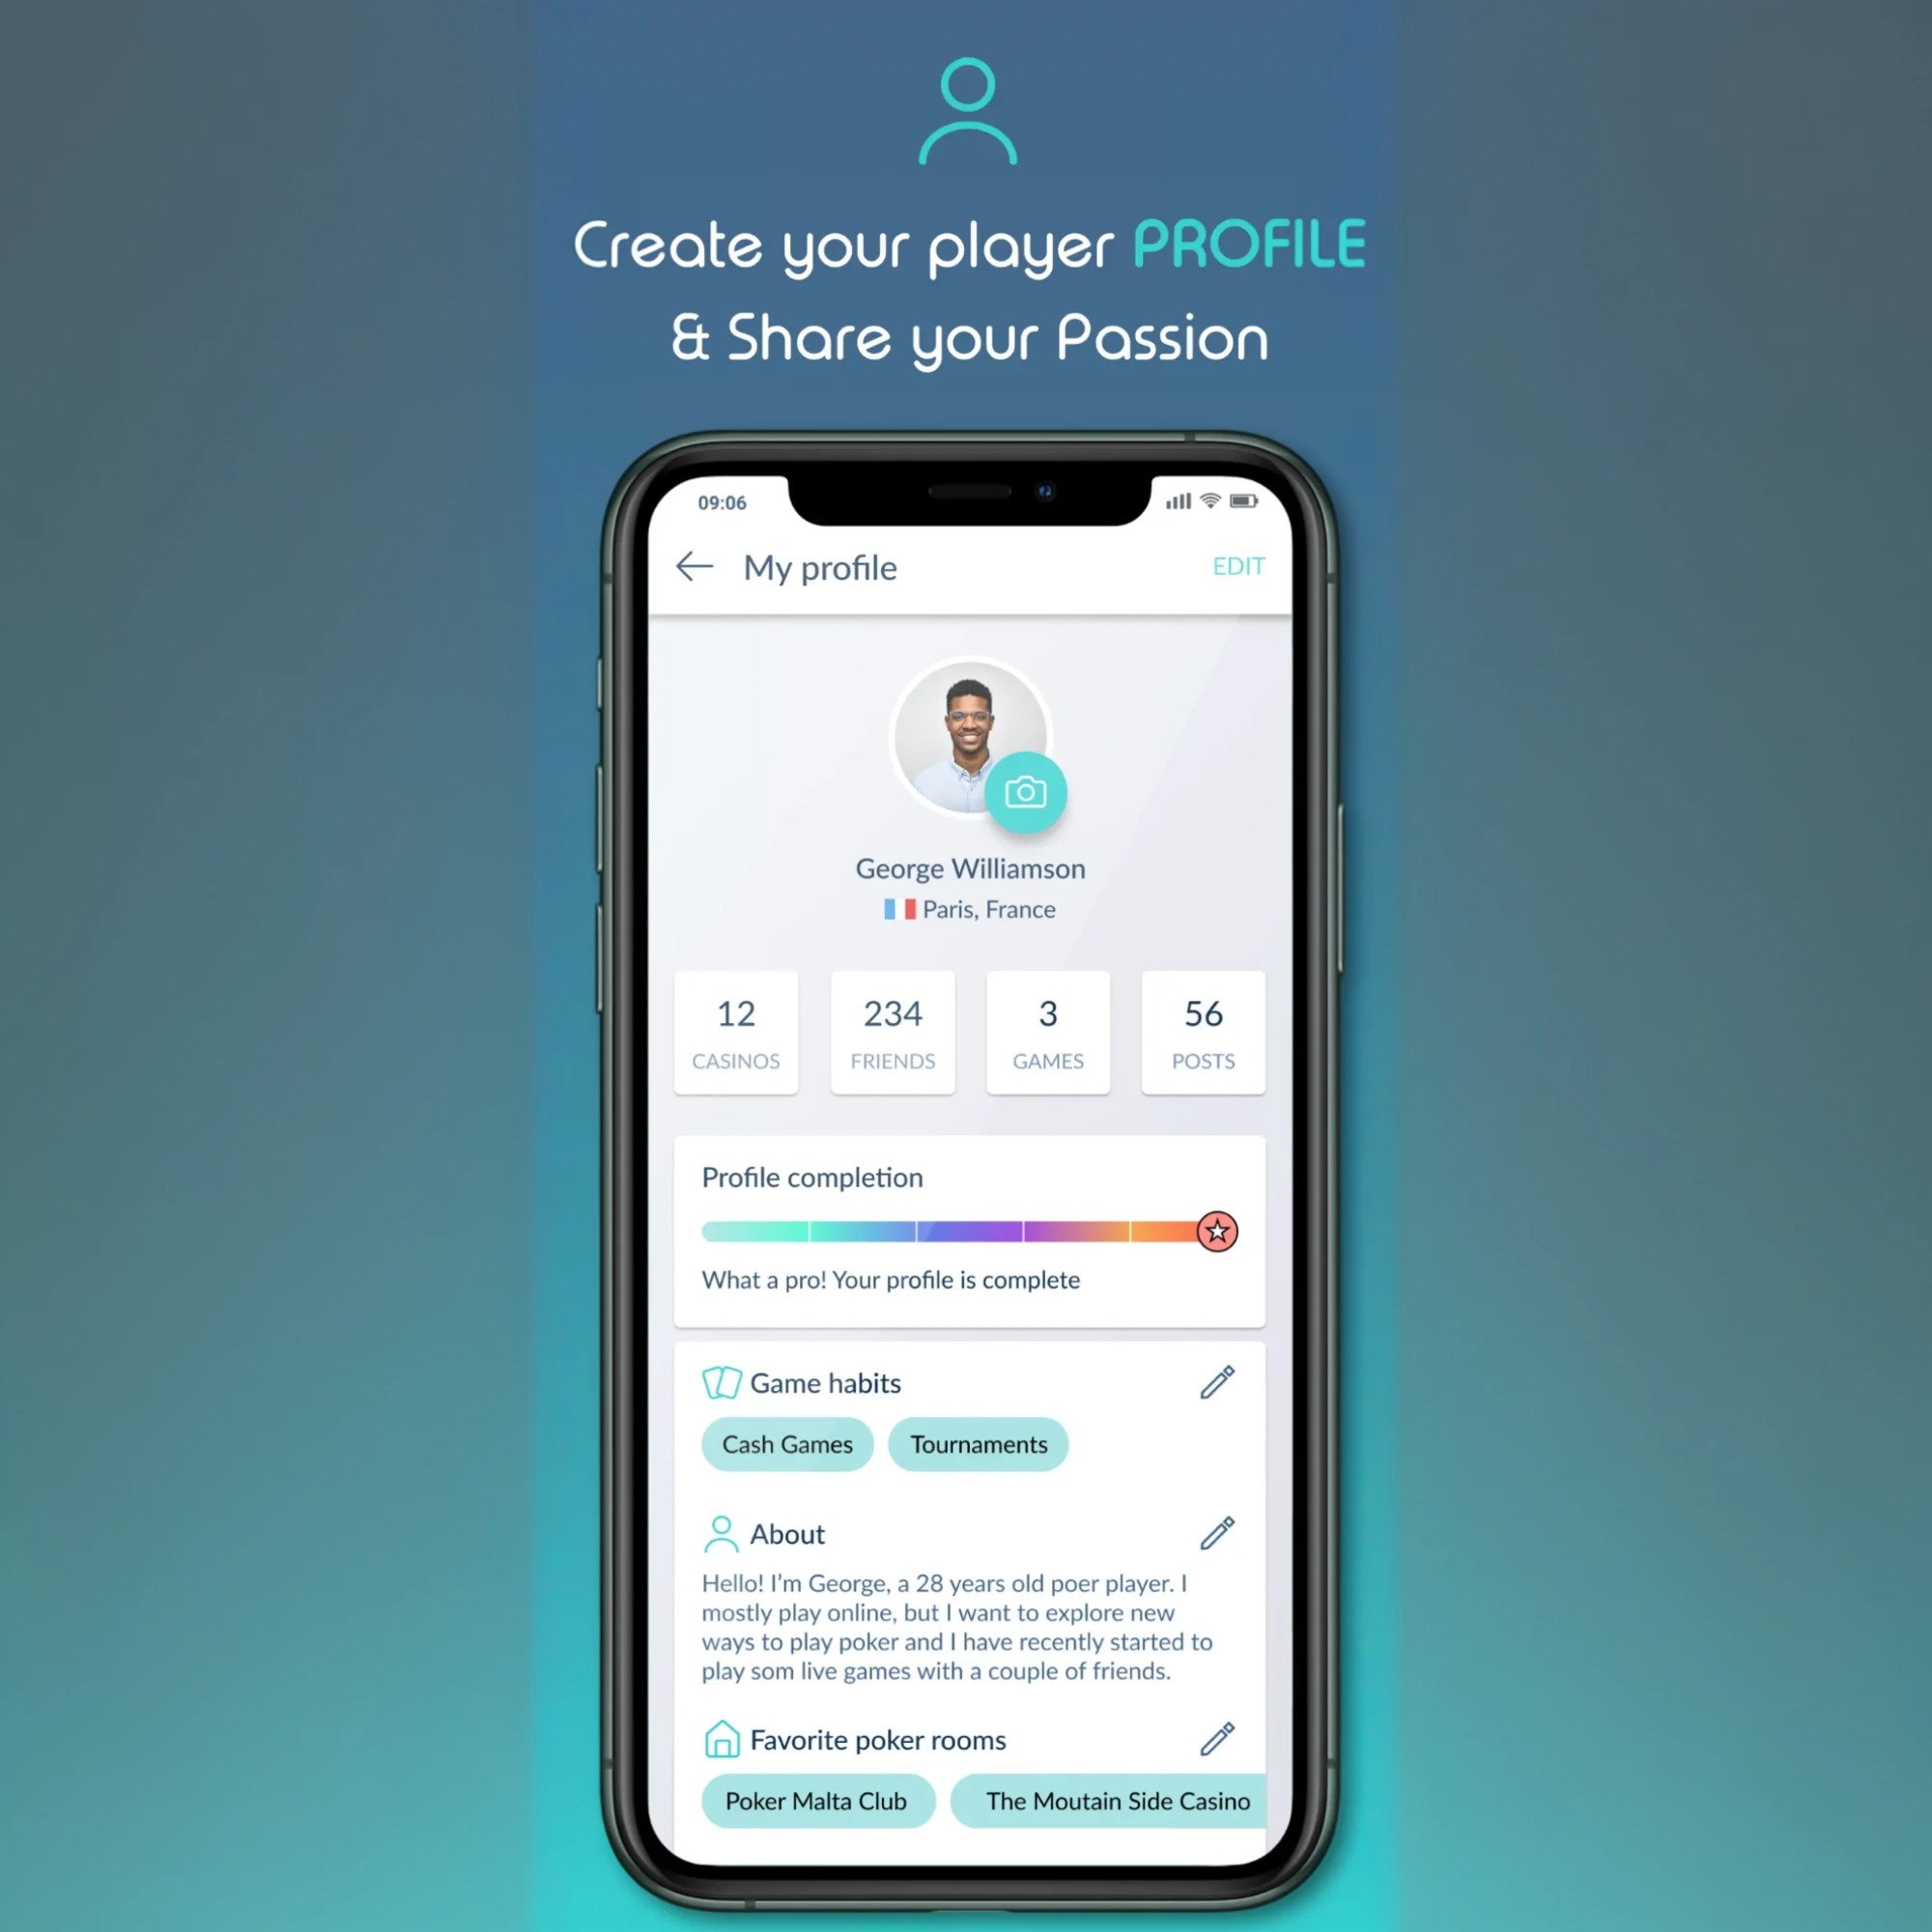 Create your player PROFILE
& Share your Passion
09:06
My profile
EDIT
George Williamson
Paris, France
12
CASINOS
234
FRIENDS
3
GAMES
56
POSTS
Profile completion
What a pro! Your profile is complete
Game habits
Cash Games
Tournaments
About
Hello! I'm George, a 28 years old poer player. I
mostly play online, but I want to explore new
ways to play poker and I have recently started to
play som live games with a couple of friends.
Favorite poker rooms
Poker Malta Club
The Moutain Side Casino